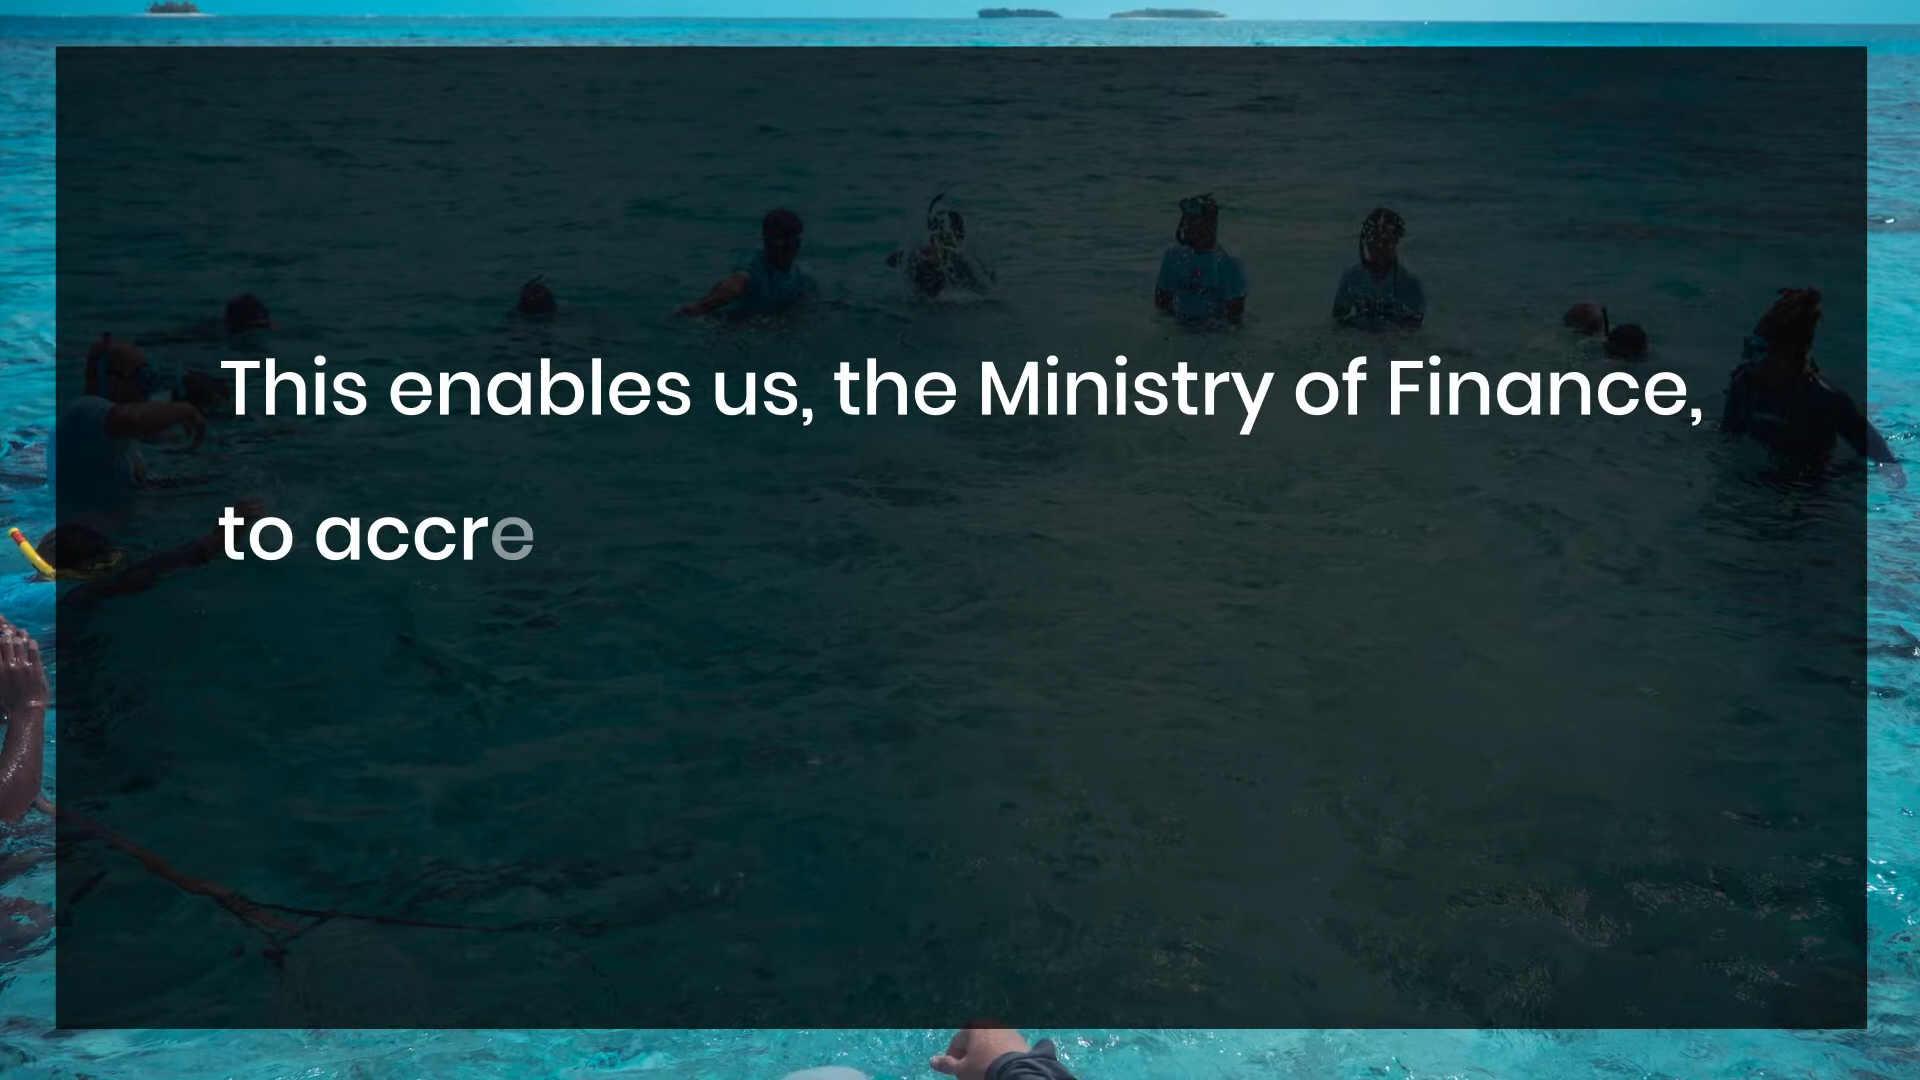 This enables us, the Ministry of Finance,
to accre